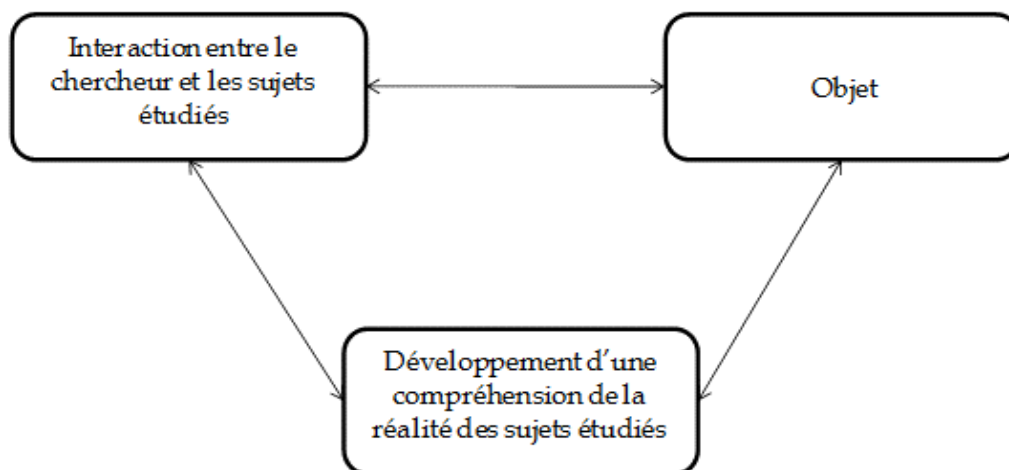 Interaction entre le
chercheur et les sujets
étudiés
Objet
Développement d’une
compréhension de la
réalité des sujets étudiés